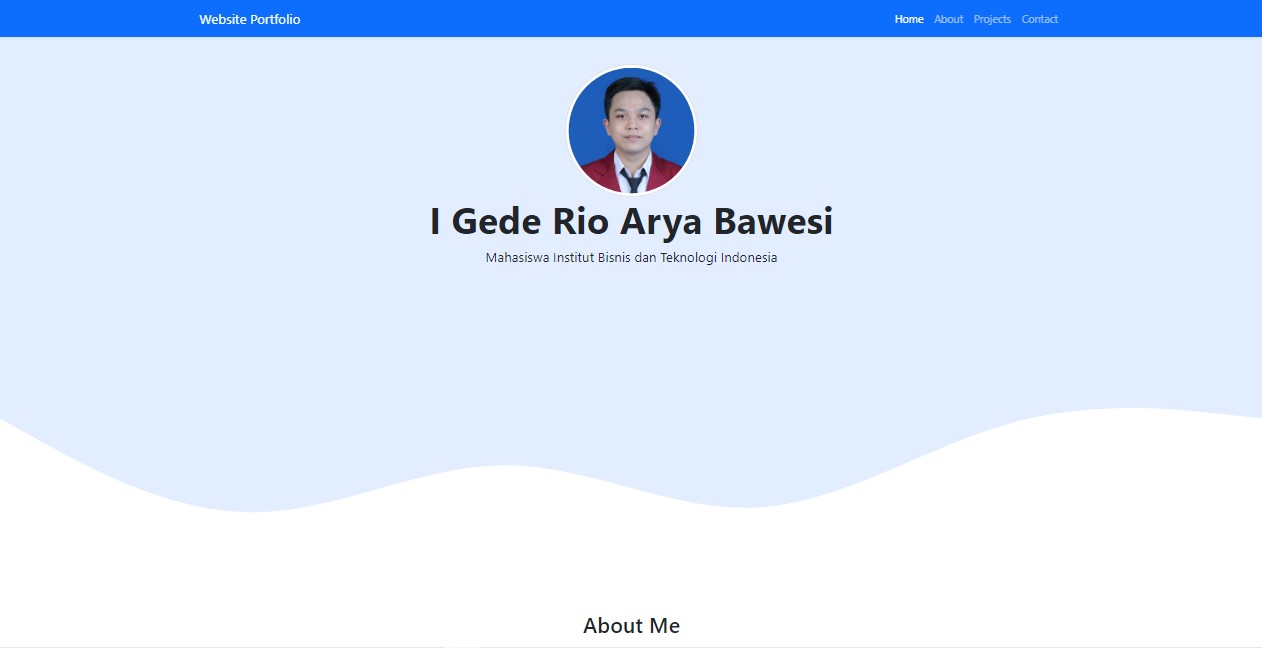 Website Portfolio
Home About Projects Contact
I Gede Rio Arya Bawesi
Mahasiswa Institut Bisnis dan Teknologi Indonesia
About Me